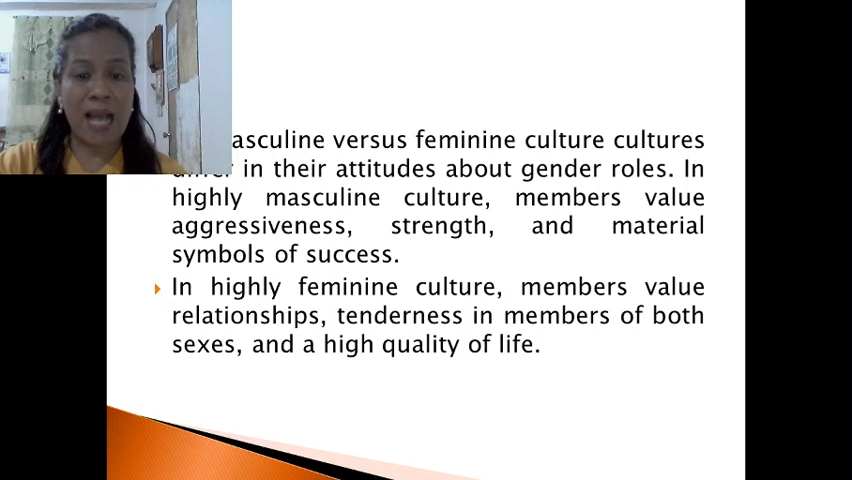 asculine versus feminine culture cultures
in their attitudes about gender roles. In
highly masculine culture, members value
aggressiveness, strength, and material
symbols of success.
In highly feminine culture, members value
relationships, tenderness in members of both
sexes, and a high quality of life.